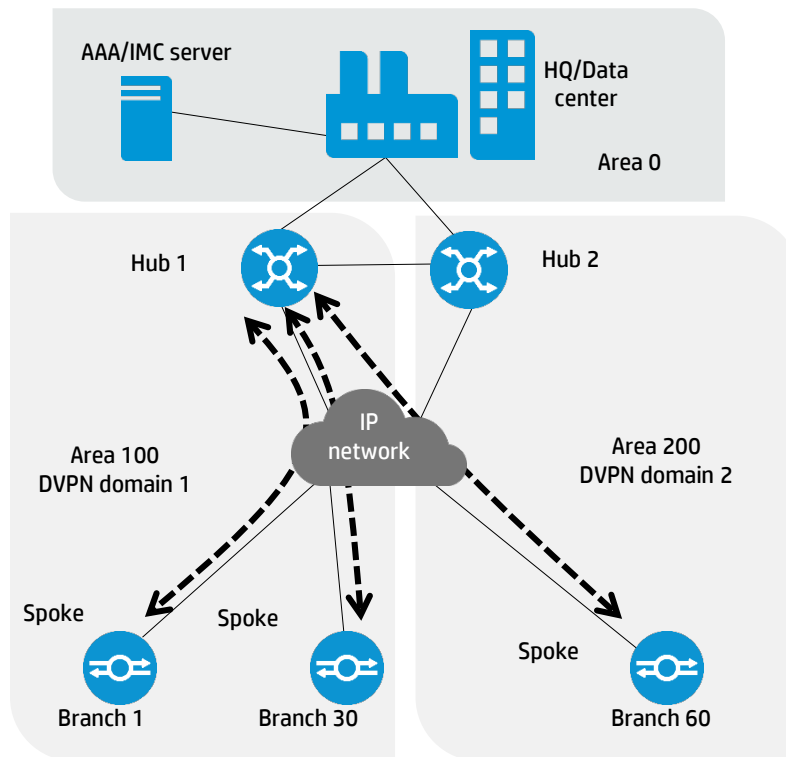 AAA/IMC server
HQ/Data
center
Area 0
Hub 1
Hub 2
IP
network
Area 100
DVPN domain 1
Area 200
DVPN domain 2
Spoke
Spoke
Spoke
Branch 1
Branch 30
Branch 60